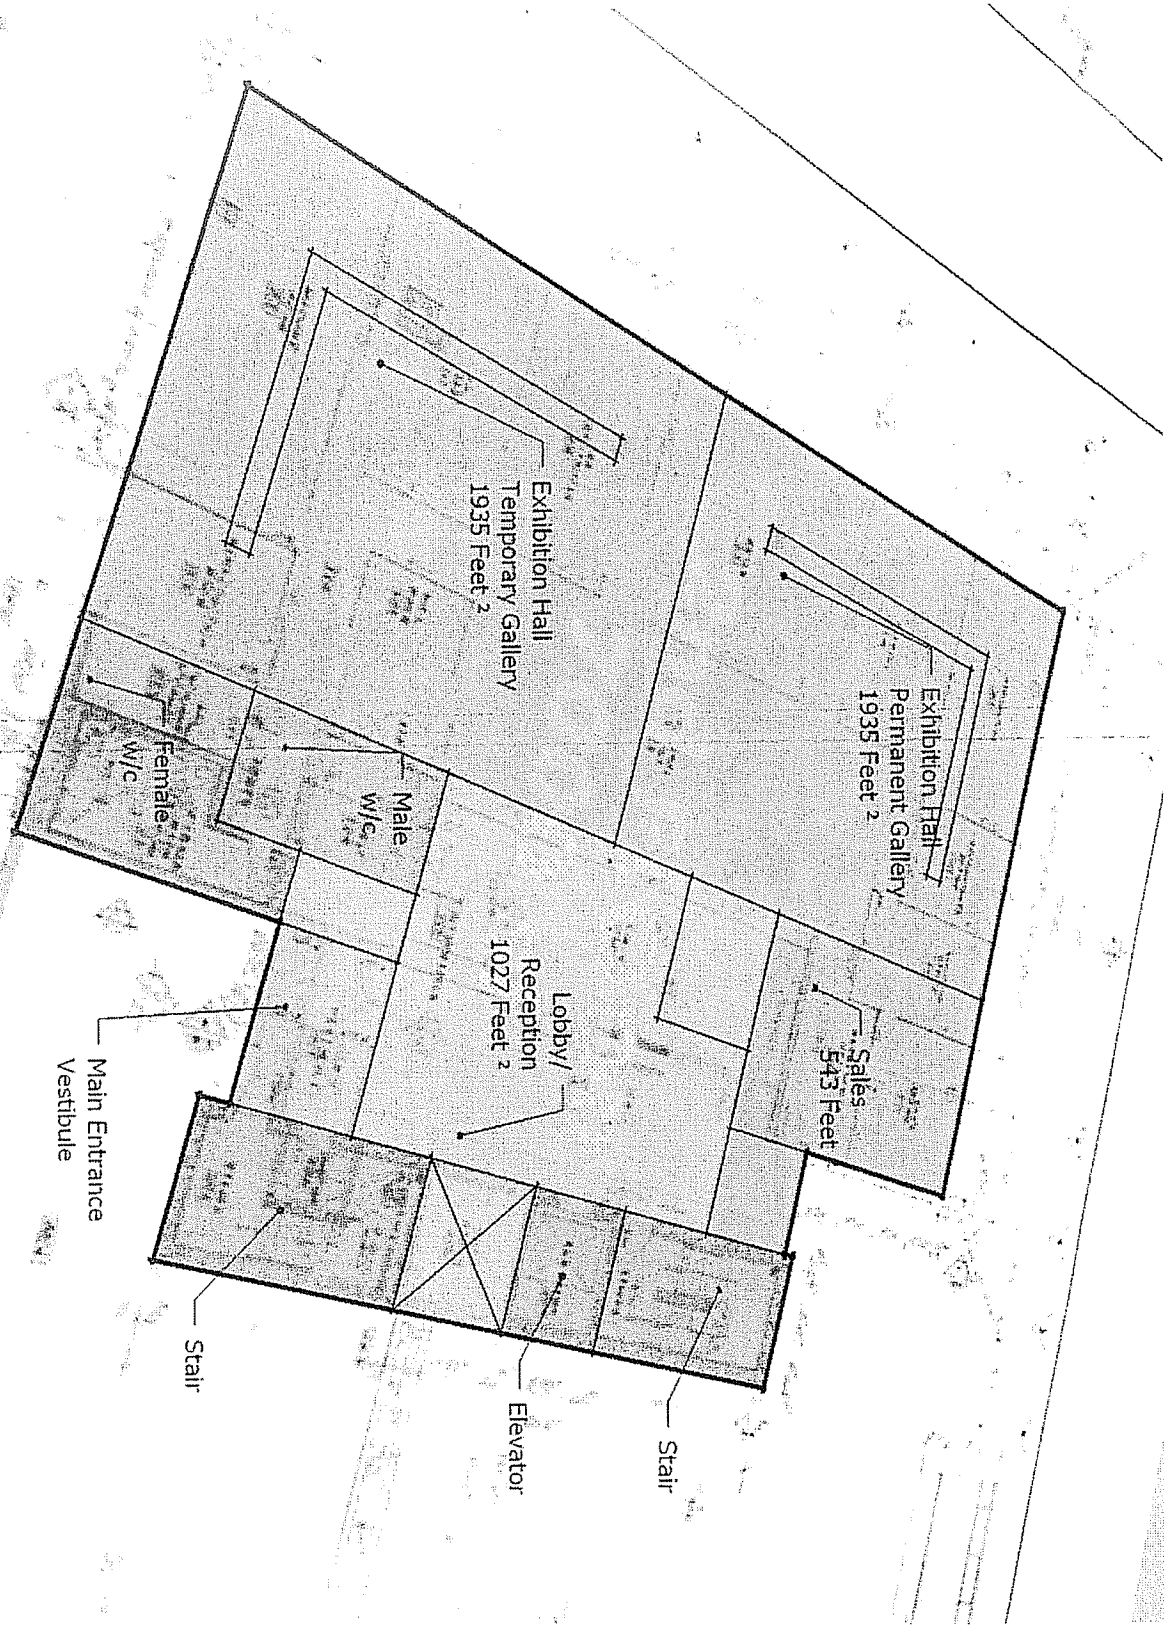 Exhibition Hall
Permanent Gallery
1935 Feet ²
Exhibition Hall
Temporary Gallery
1935 Feet ²
Sales
543 Feet
Lobby/
Reception
1027 Feet ²
Male
W/c
Female
W/c
Main Entrance
Vestibule
Stair
Elevator
Stair